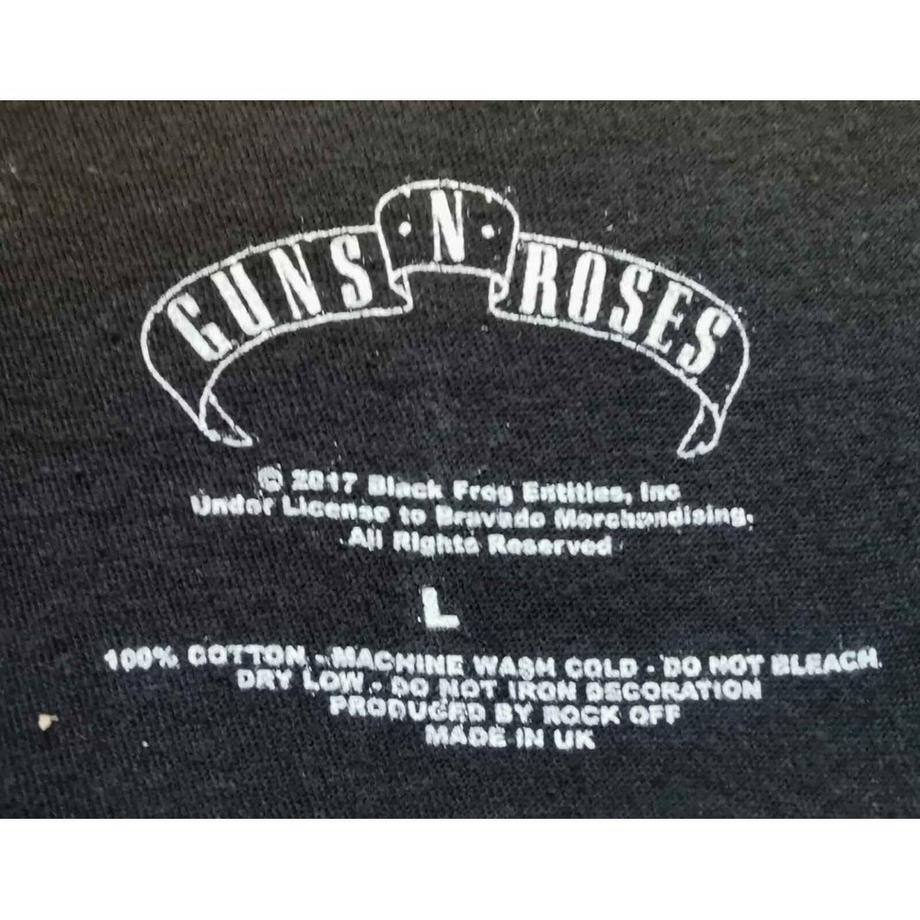 GUNS · N · ROSES
© 2017 Black Frog Entities, Inc
Under License to Bravado Merchandising.
All Rights Reserved
L
100% COTTON - MACHINE WASH COLD - DO NOT BLEACH
DRY LOW - DO NOT IRON DECORATION
PRODUCED BY ROCK OFF
MADE IN UK